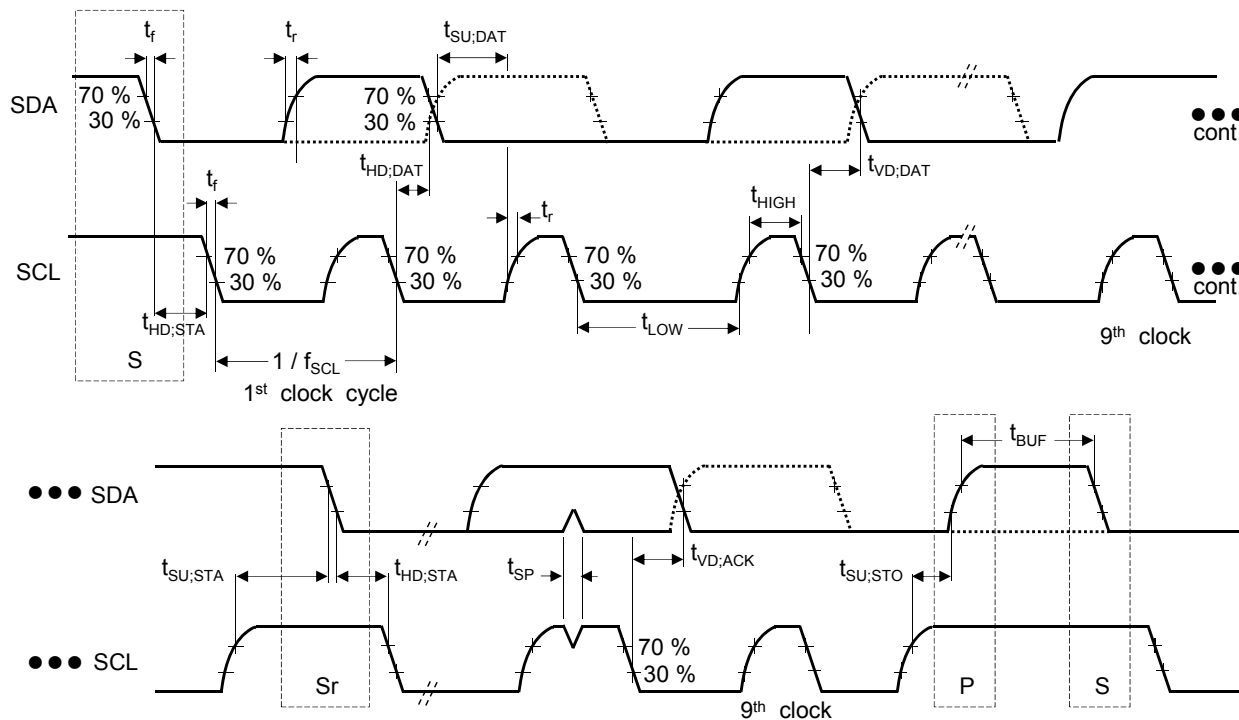 t_f t_r t_SU;DAT
SDA 70 % 70 %
30 % 30 %
cont.
t_HD;DAT t_VD;DAT
t_f t_r t_HIGH
SCL 70 % 70 % 70 % 70 %
30 % 30 % 30 % 30 %
cont.
t_HD;STA t_LOW
9th clock
S 1 / f_SCL
1st clock cycle
t_BUF
SDA
t_SU;STA t_HD;STA t_SP t_VD;ACK t_SU;STO
70 %
SCL 30 %
Sr P S
9th clock